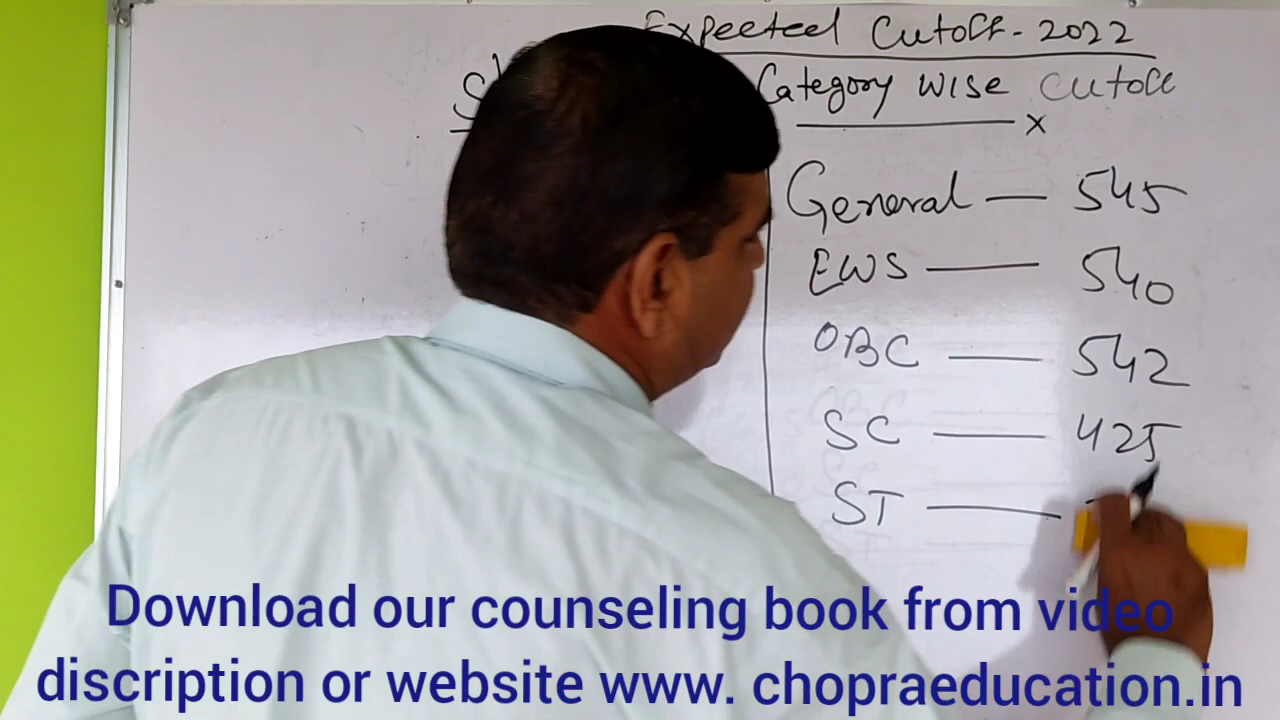 Expected Cutoff - 2022
Category Wise Cutoff
x
General — 545
EWS — 540
OBC — 542
SC — 425
ST —
Download our counseling book from video
discription or website www. chopraeducation.in